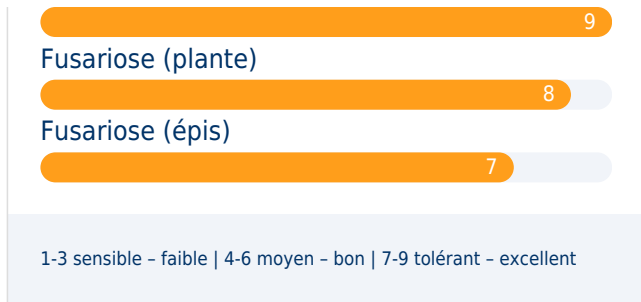 9
Fusariose (plante)
8
Fusariose (épis)
7
1-3 sensible – faible | 4-6 moyen – bon | 7-9 tolérant – excellent